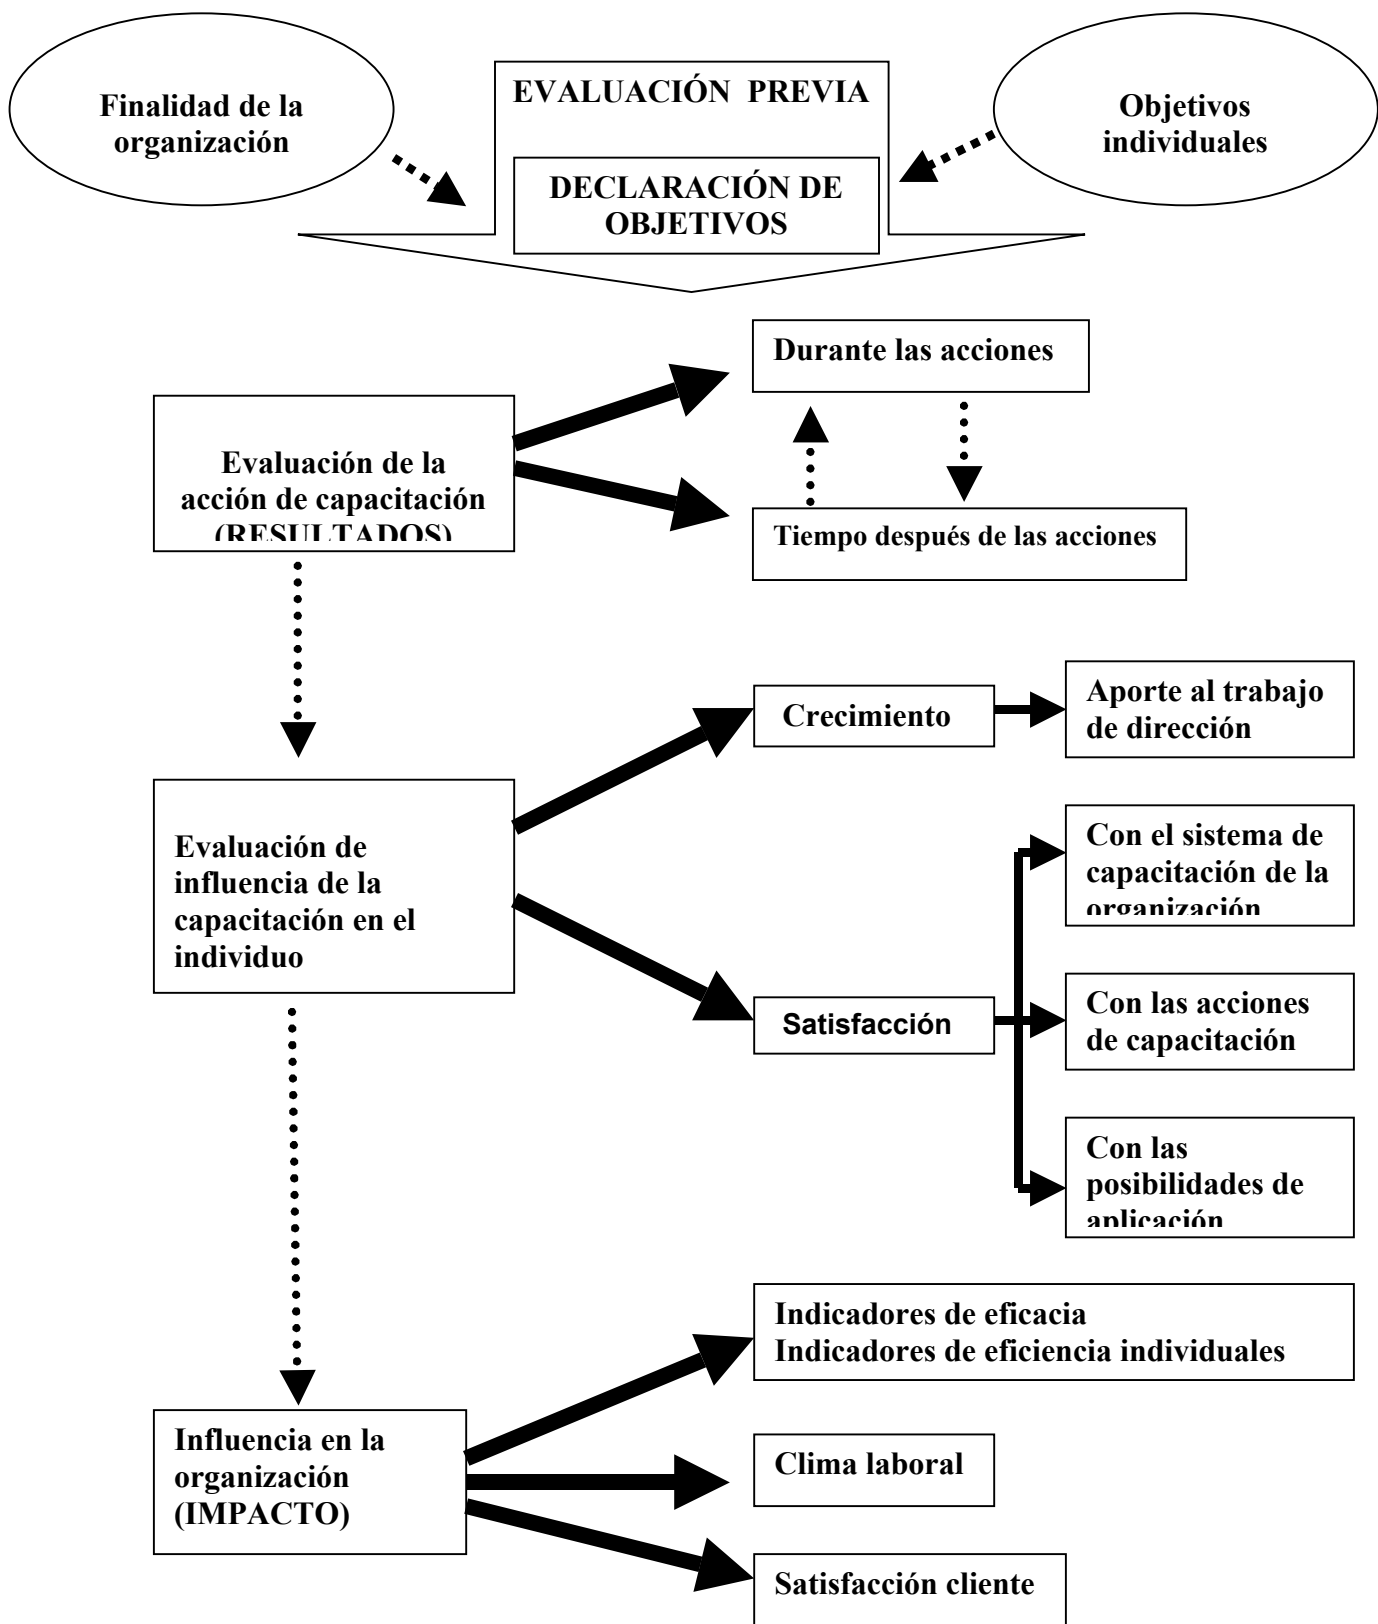 Finalidad de la
organización
EVALUACIÓN PREVIA
DECLARACIÓN DE
OBJETIVOS
Objetivos
individuales
Durante las acciones
Evaluación de la
acción de capacitación
(RESULTADOS)
Tiempo después de las acciones
Crecimiento
Aporte al trabajo
de dirección
Evaluación de
influencia de la
capacitación en el
individuo
Con el sistema de
capacitación de la
organización
Satisfacción
Con las acciones
de capacitación
Con las
posibilidades de
aplicación
Indicadores de eficacia
Indicadores de eficiencia individuales
Influencia en la
organización
(IMPACTO)
Clima laboral
Satisfacción cliente